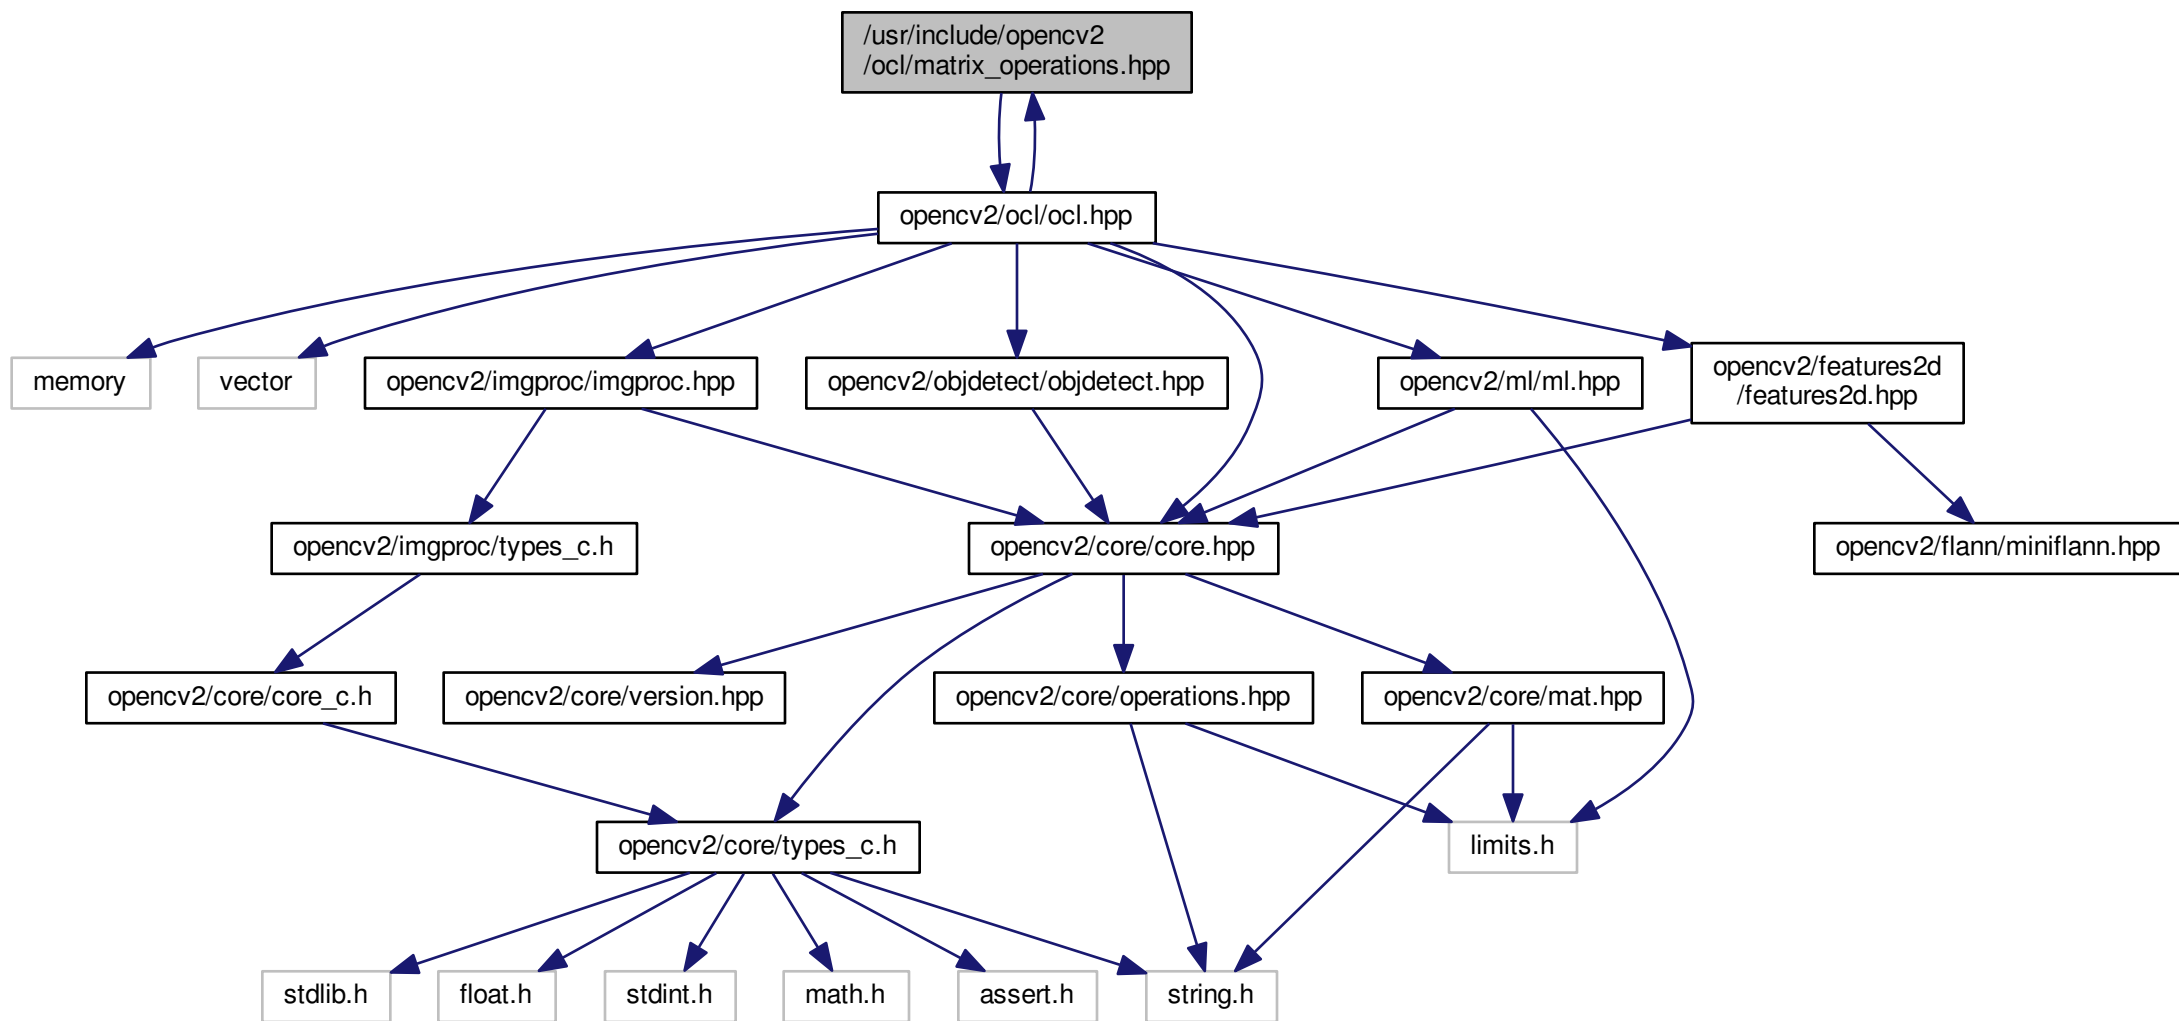 /usr/include/opencv2
/ocl/matrix_operations.hpp
opencv2/ocl/ocl.hpp
memory
vector
opencv2/imgproc/imgproc.hpp
opencv2/objdetect/objdetect.hpp
opencv2/ml/ml.hpp
opencv2/features2d
/features2d.hpp
opencv2/imgproc/types_c.h
opencv2/core/core.hpp
opencv2/flann/miniflann.hpp
opencv2/core/core_c.h
opencv2/core/version.hpp
opencv2/core/operations.hpp
opencv2/core/mat.hpp
opencv2/core/types_c.h
limits.h
stdlib.h
float.h
stdint.h
math.h
assert.h
string.h